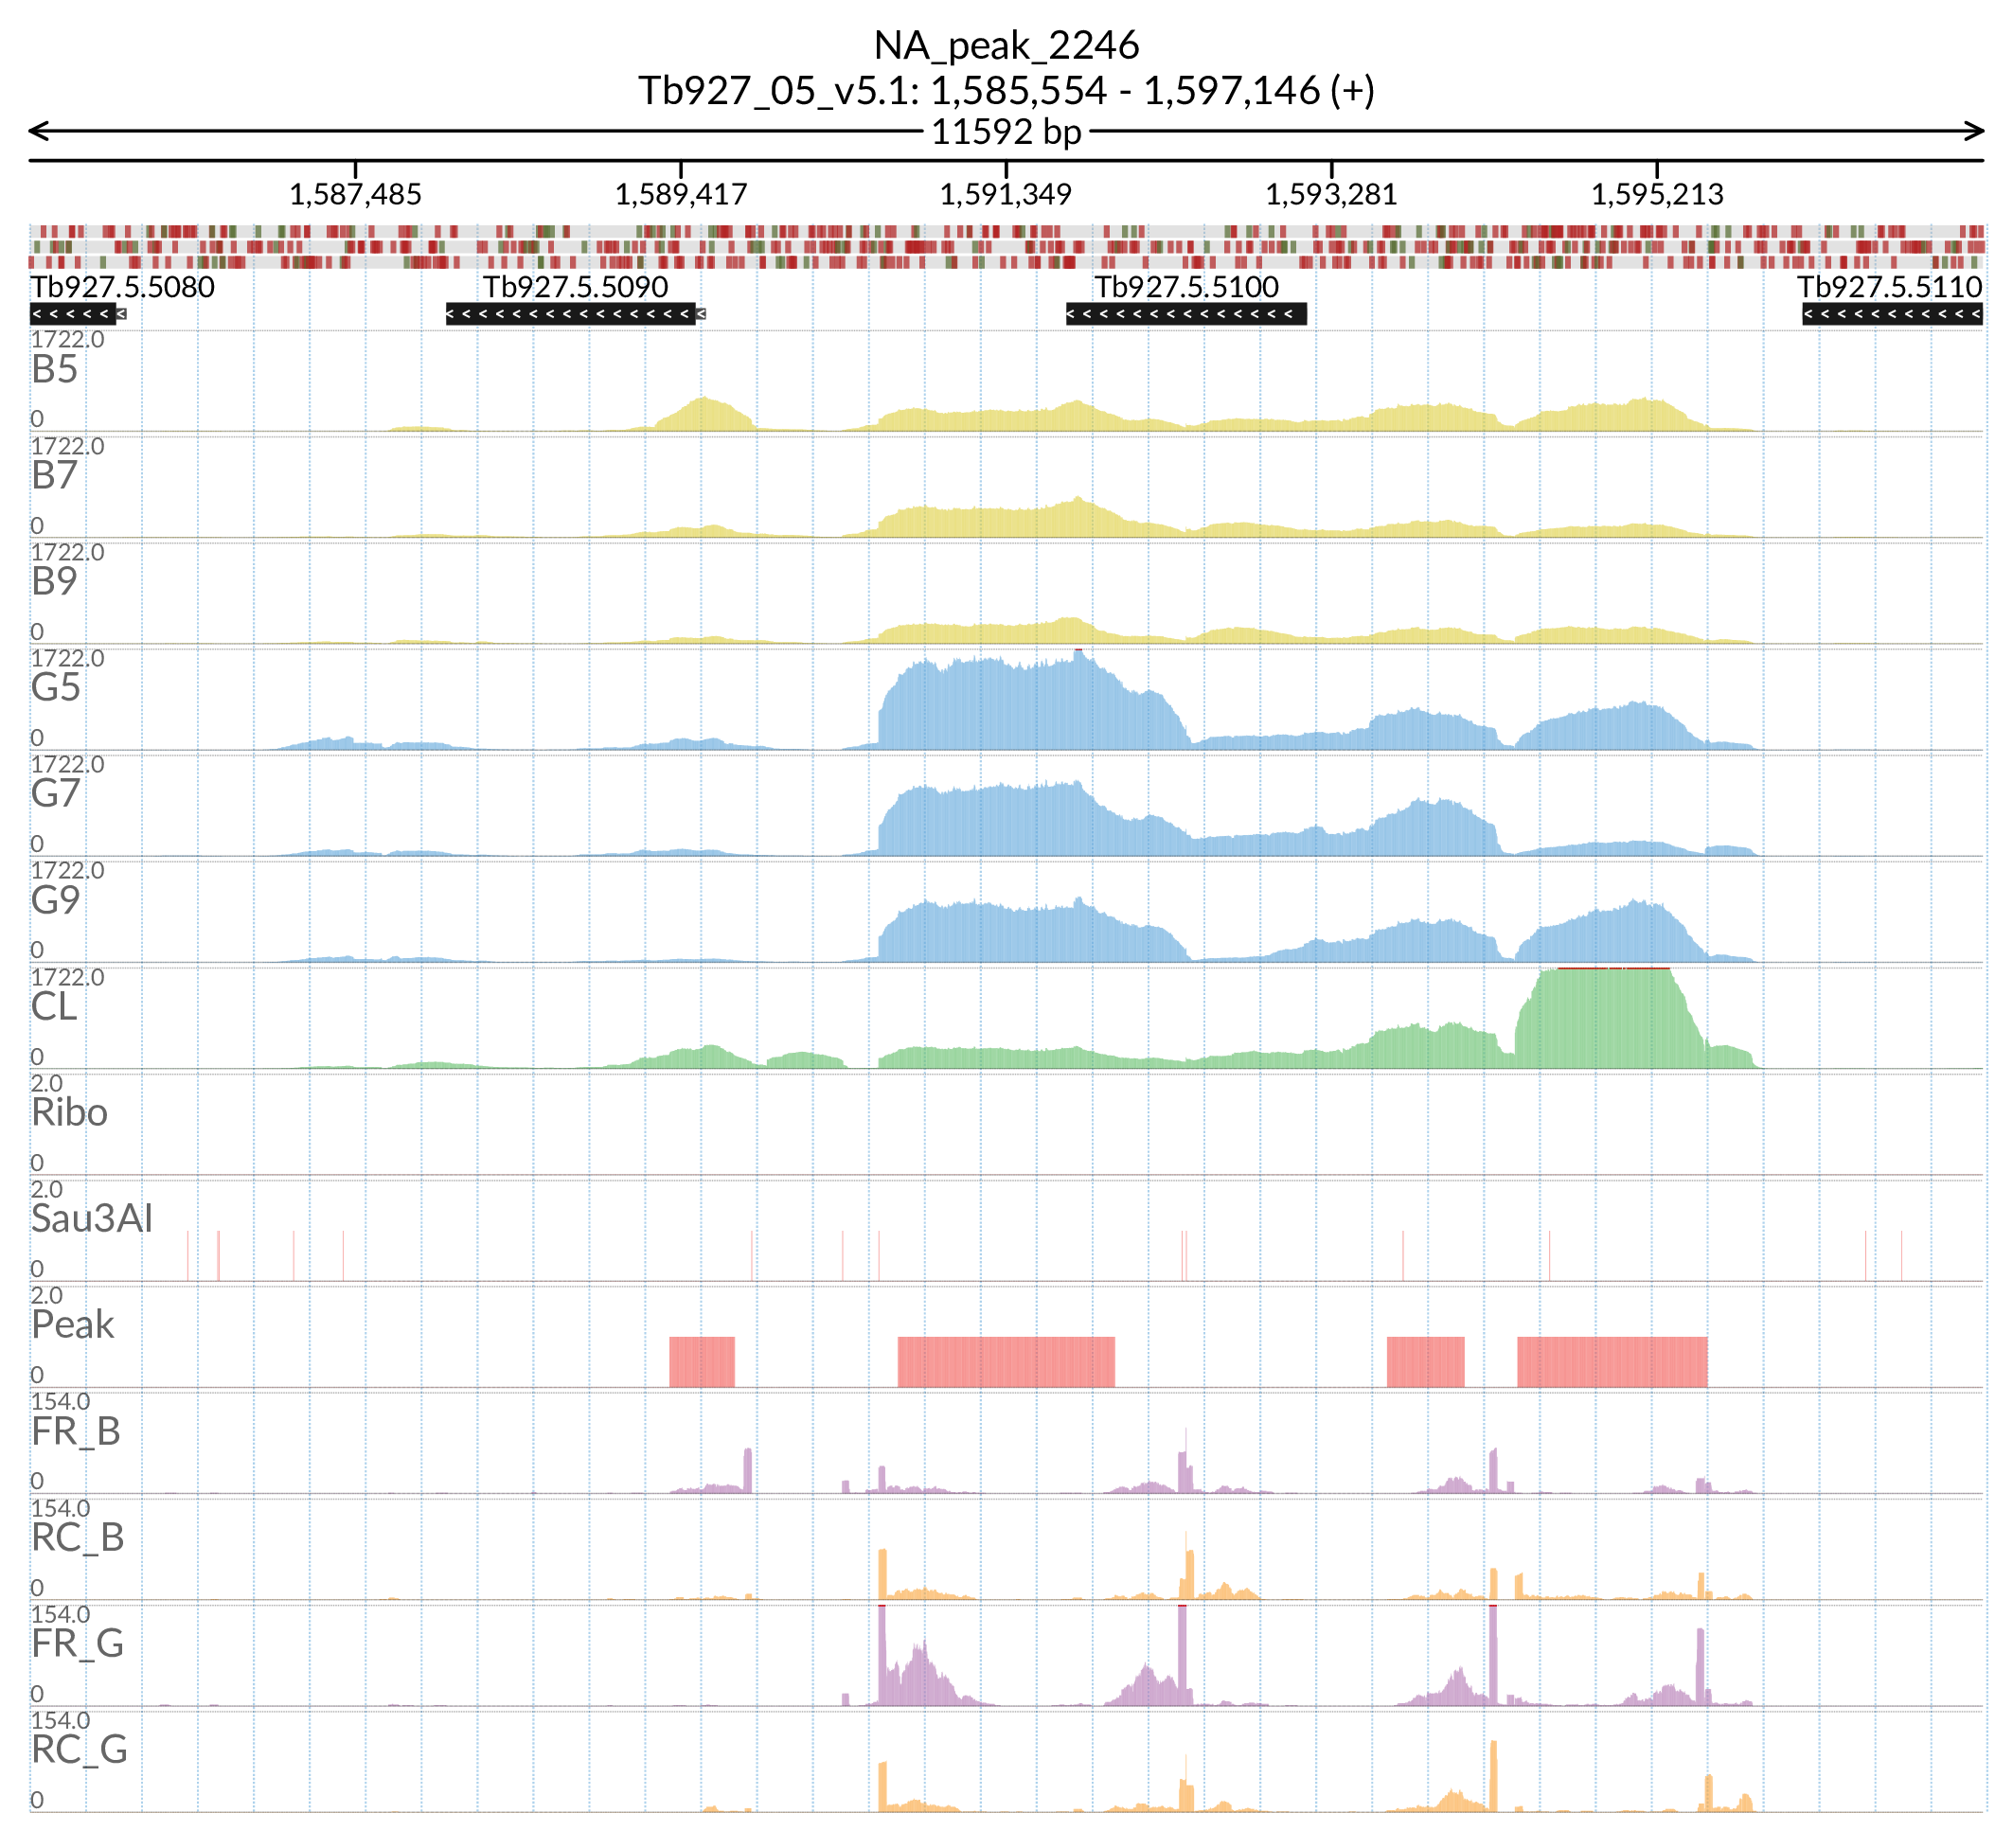 NA_peak_2246
Tb927_05_v5.1: 1,585,554 - 1,597,146 (+)
11592 bp
1,587,485 1,589,417 1,591,349 1,593,281 1,595,213
Tb927.5.5080 Tb927.5.5090 Tb927.5.5100 Tb927.5.5110
1722.0
B5
0
1722.0
B7
0
1722.0
B9
0
1722.0
G5
0
1722.0
G7
0
1722.0
G9
0
1722.0
CL
0
2.0
Ribo
0
2.0
Sau3AI
0
2.0
Peak
0
154.0
FR_B
0
154.0
RC_B
0
154.0
FR_G
0
154.0
RC_G
0